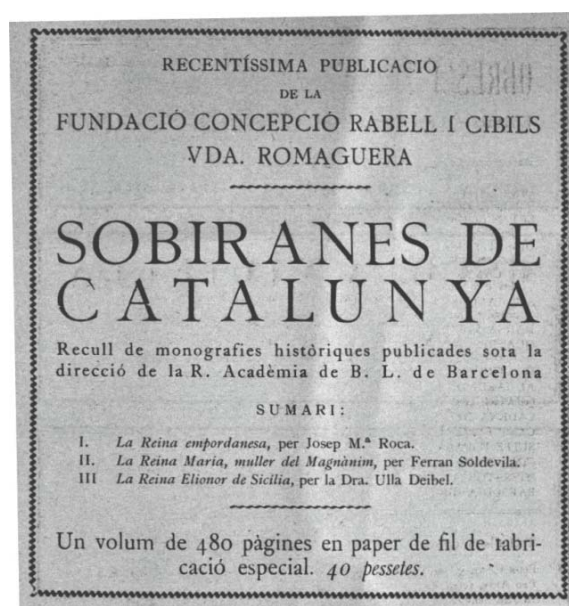 RECENTÍSSIMA PUBLICACIÓ
DE LA
FUNDACIÓ CONCEPCIÓ RABELL I CIBILS
VDA. ROMAGUERA
SOBIRANES DE
CATALUNYA
Recull de monografies històriques publicades sota la
direcció de la R. Acadèmia de B. L. de Barcelona
SUMARI:
I. La Reina empordanesa, per Josep M.ª Roca.
II. La Reina Maria, muller del Magnànim, per Ferran Soldevila.
III La Reina Elionor de Sicilia, per la Dra. Ulla Deibel.
Un volum de 480 pàgines en paper de fil de fabri-
cació especial. 40 pessetes.